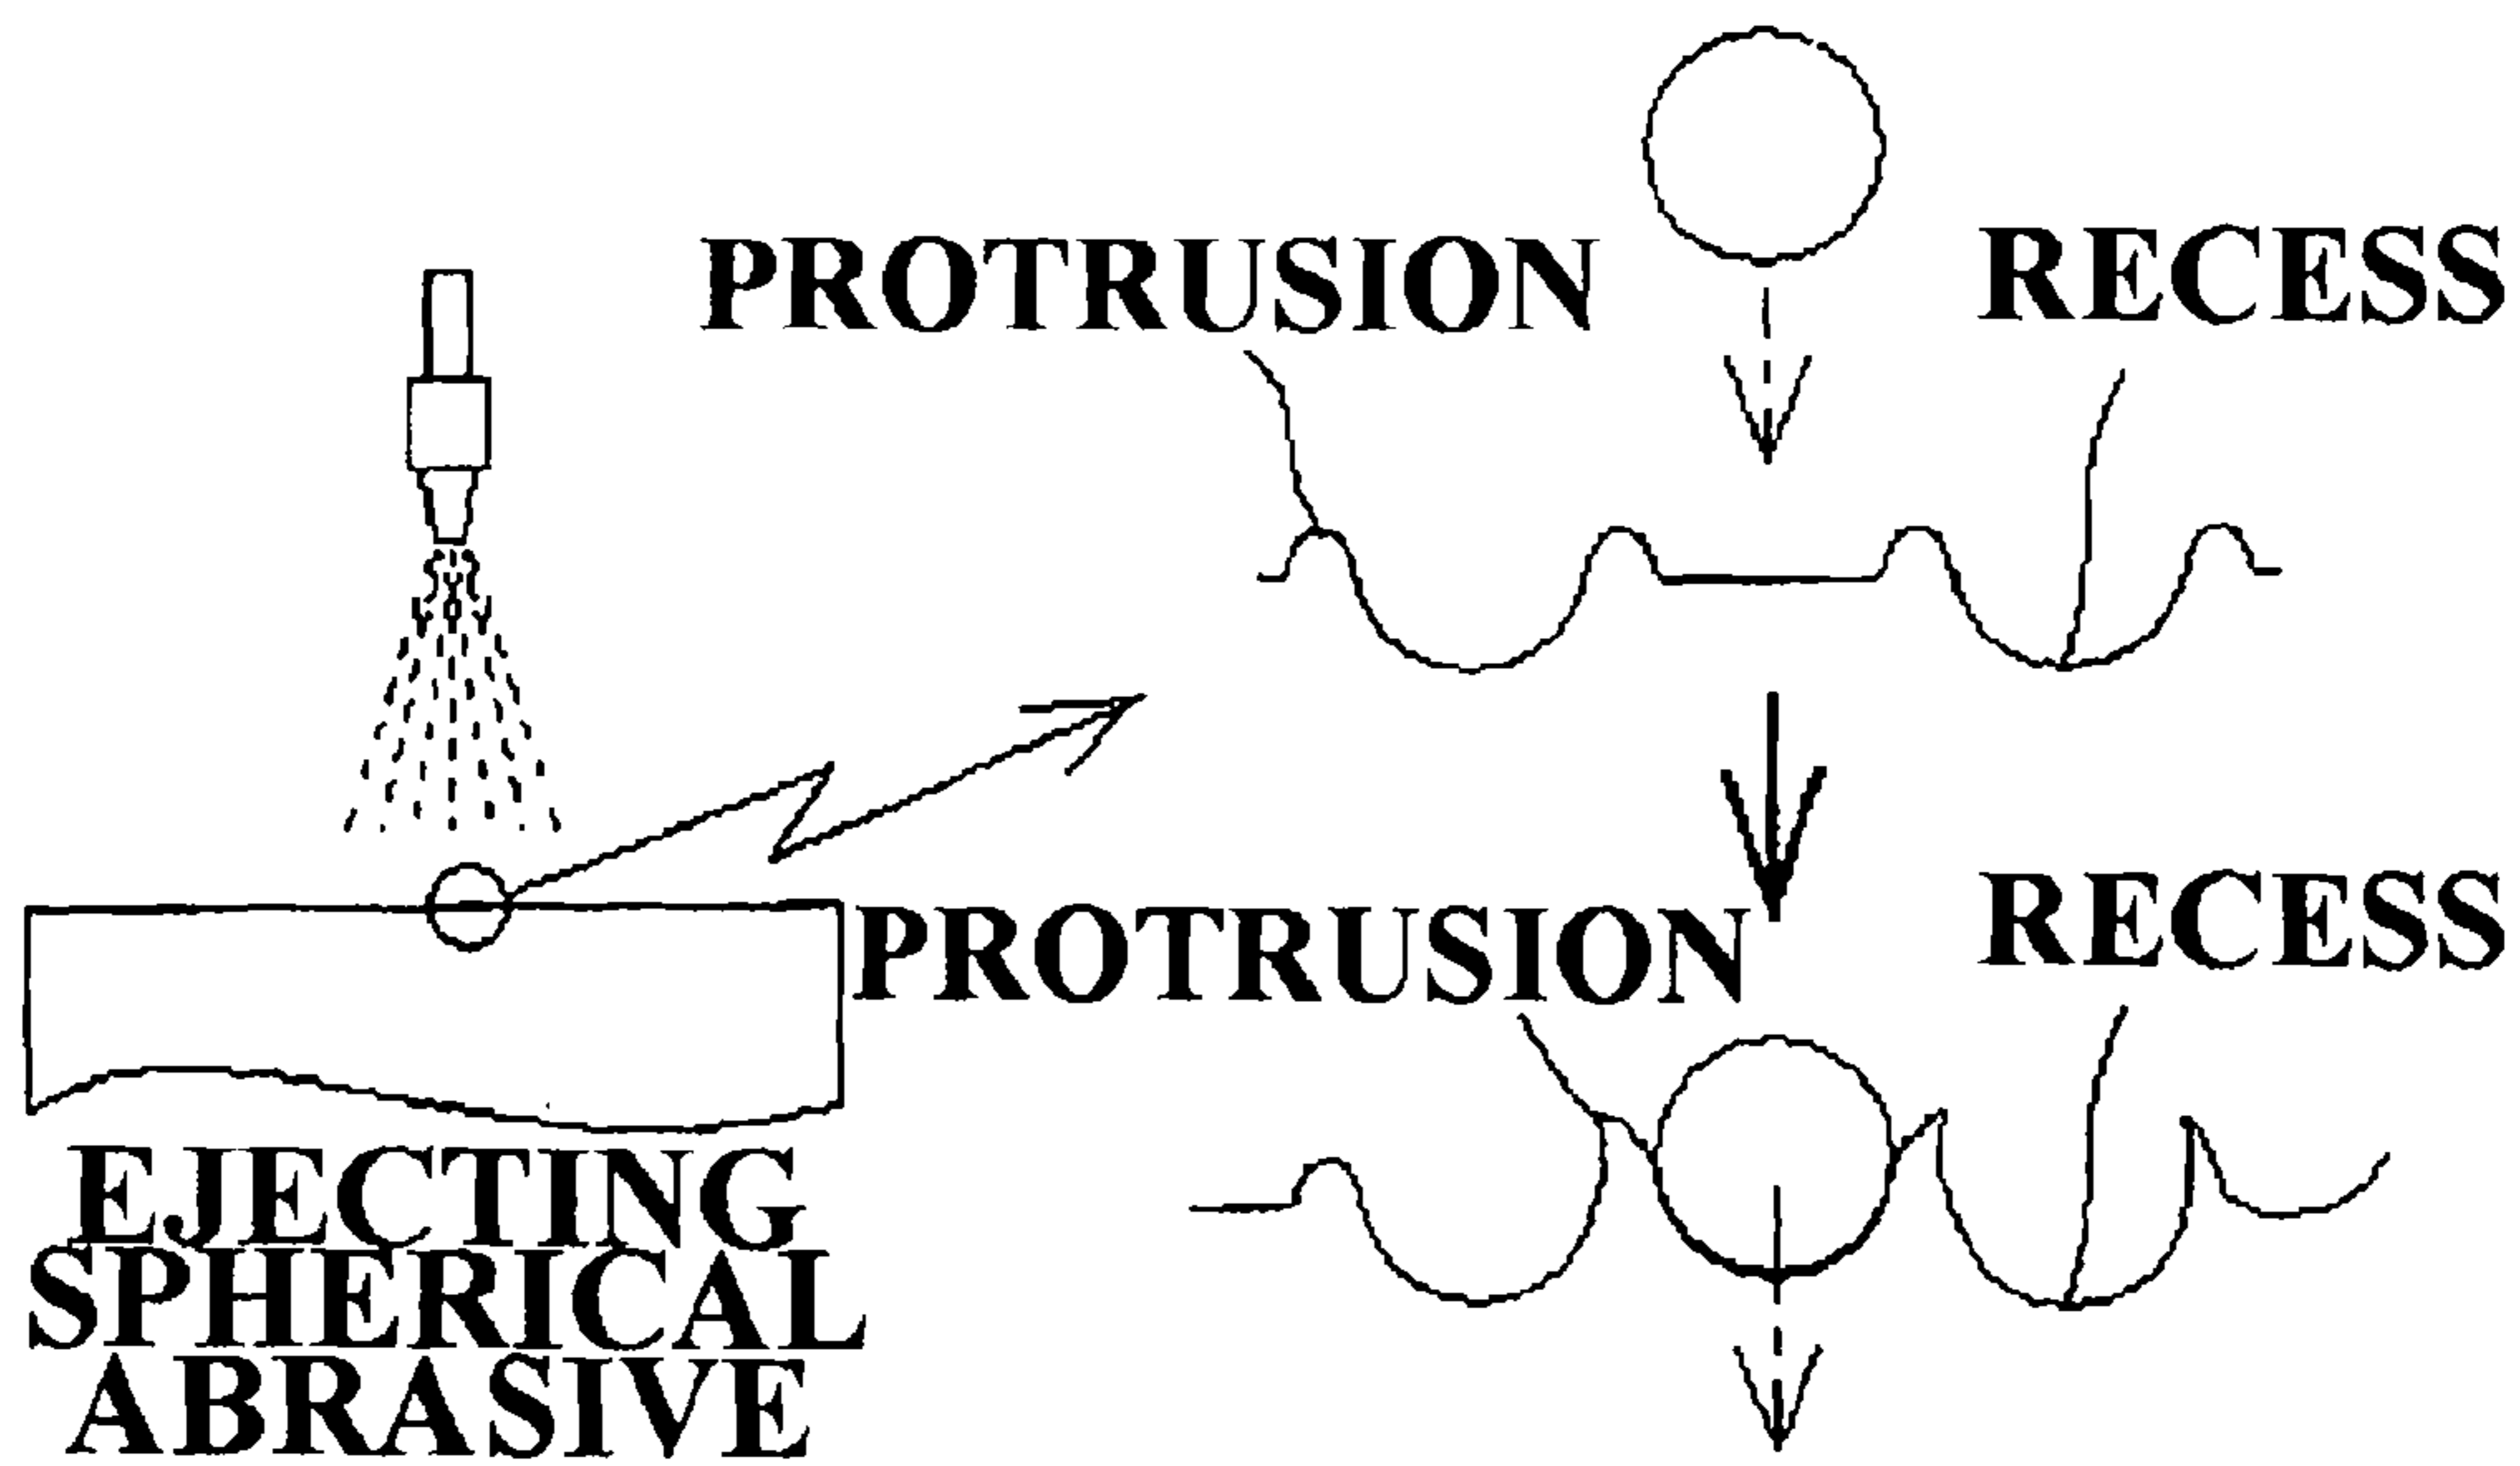 PROTRUSION
RECESS
PROTRUSION
RECESS
EJECTING
SPHERICAL
ABRASIVE